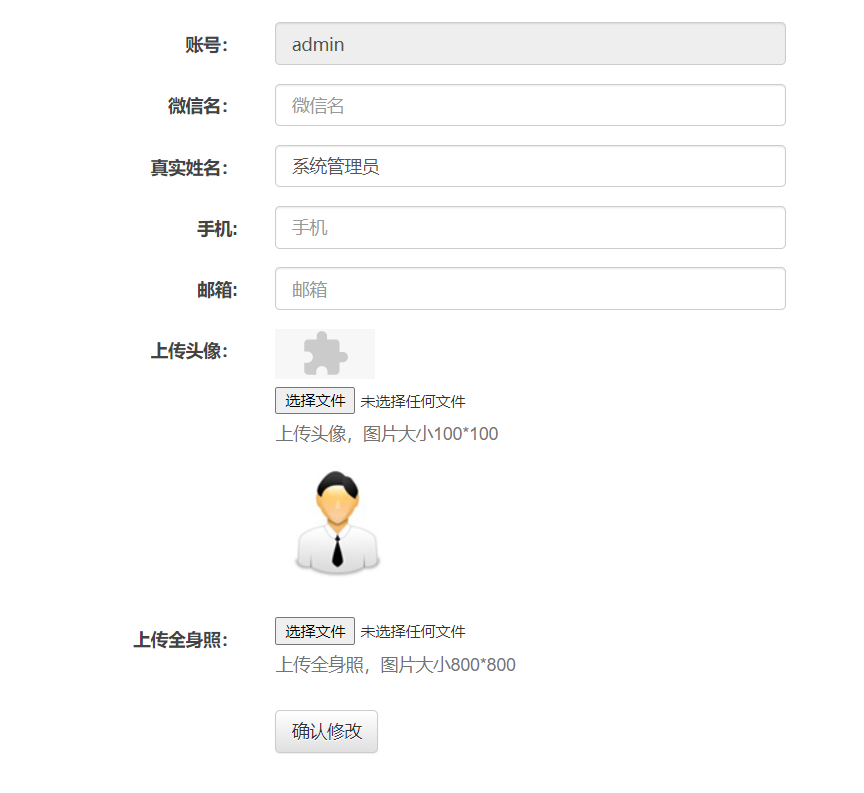 账号： admin
微信名： 微信名
真实姓名： 系统管理员
手机: 手机
邮箱: 邮箱
上传头像：
选择文件 未选择任何文件
上传头像，图片大小100*100
上传全身照： 选择文件 未选择任何文件
上传全身照，图片大小800*800
确认修改